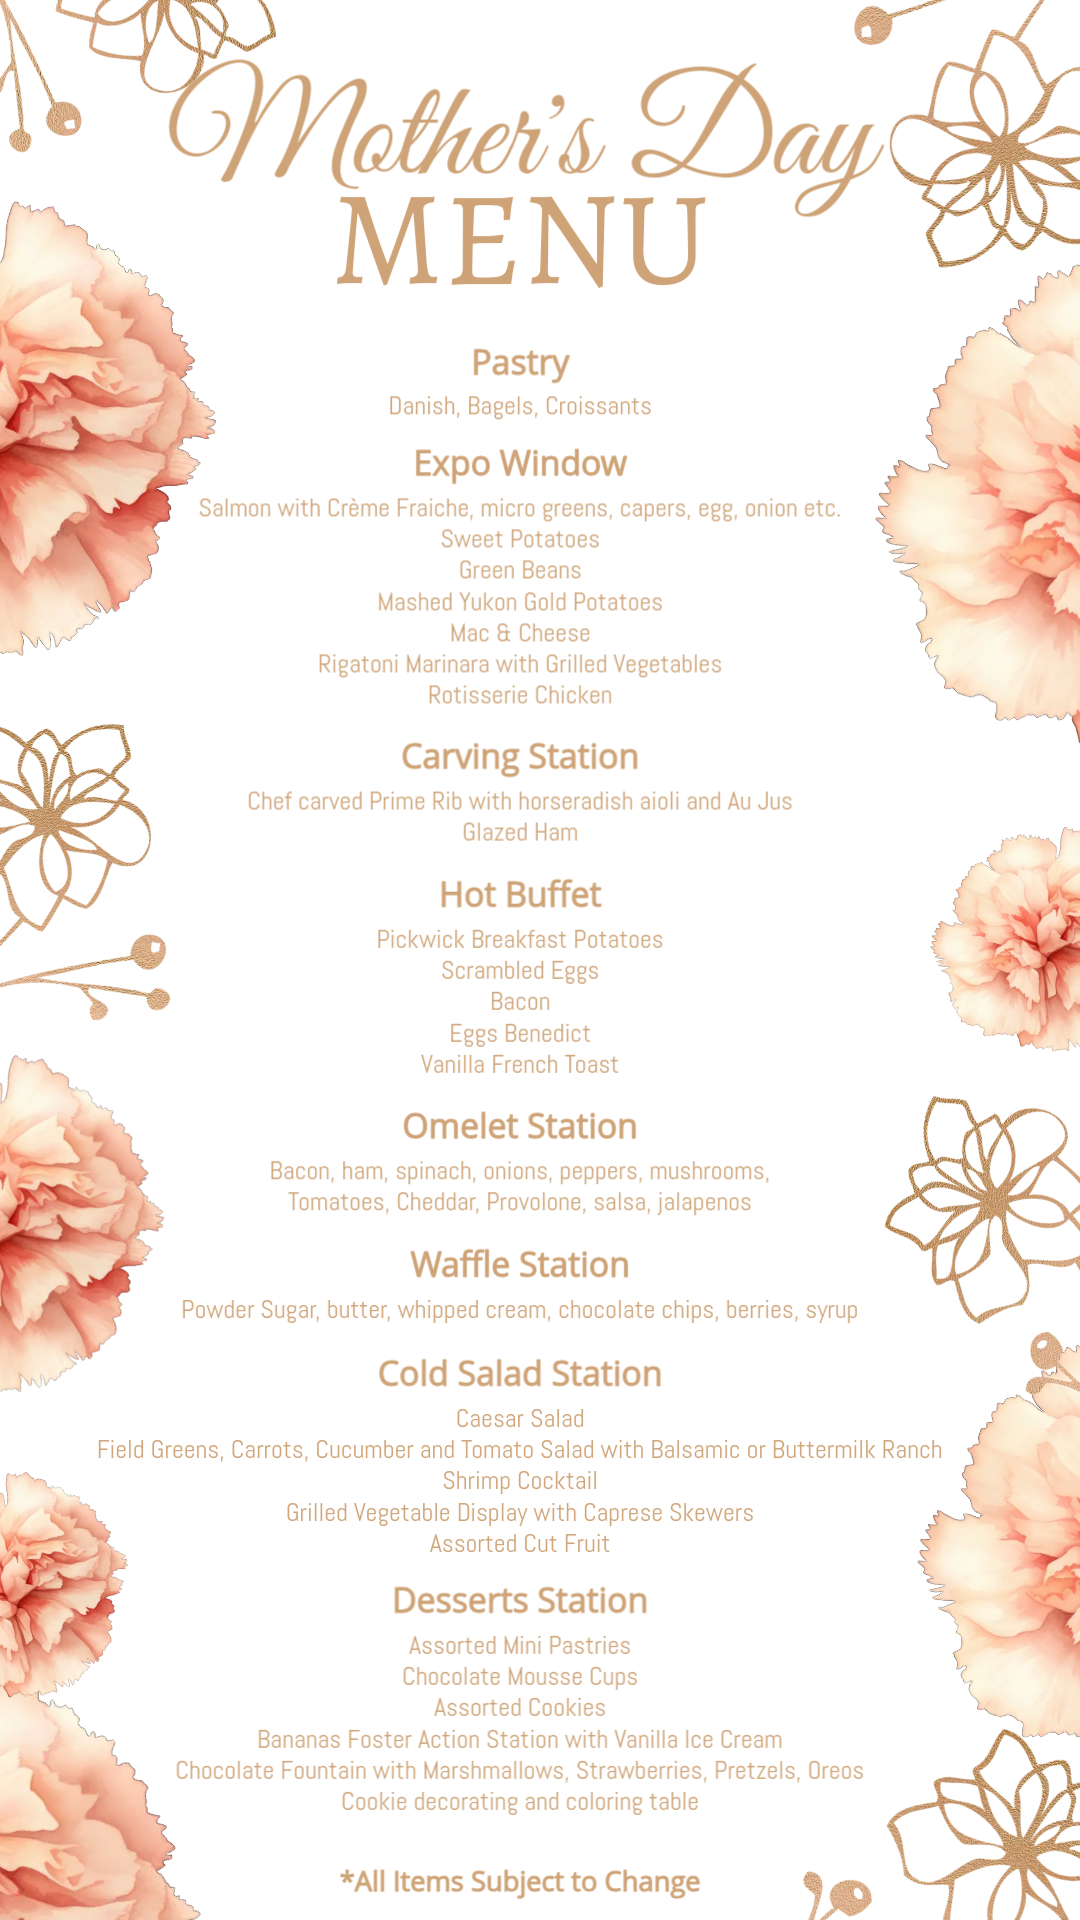 Mother's Day
MENU
Pastry
Danish, Bagels, Croissants
Expo Window
Salmon with Crème Fraiche, micro greens, capers, egg, onion etc.
Sweet Potatoes
Green Beans
Mashed Yukon Gold Potatoes
Mac & Cheese
Rigatoni Marinara with Grilled Vegetables
Rotisserie Chicken
Carving Station
Chef carved Prime Rib with horseradish aioli and Au Jus
Glazed Ham
Hot Buffet
Pickwick Breakfast Potatoes
Scrambled Eggs
Bacon
Eggs Benedict
Vanilla French Toast
Omelet Station
Bacon, ham, spinach, onions, peppers, mushrooms,
Tomatoes, Cheddar, Provolone, salsa, jalapenos
Waffle Station
Powder Sugar, butter, whipped cream, chocolate chips, berries, syrup
Cold Salad Station
Caesar Salad
Field Greens, Carrots, Cucumber and Tomato Salad with Balsamic or Buttermilk Ranch
Shrimp Cocktail
Grilled Vegetable Display with Caprese Skewers
Assorted Cut Fruit
Desserts Station
Assorted Mini Pastries
Chocolate Mousse Cups
Assorted Cookies
Bananas Foster Action Station with Vanilla Ice Cream
Chocolate Fountain with Marshmallows, Strawberries, Pretzels, Oreos
Cookie decorating and coloring table
*All Items Subject to Change